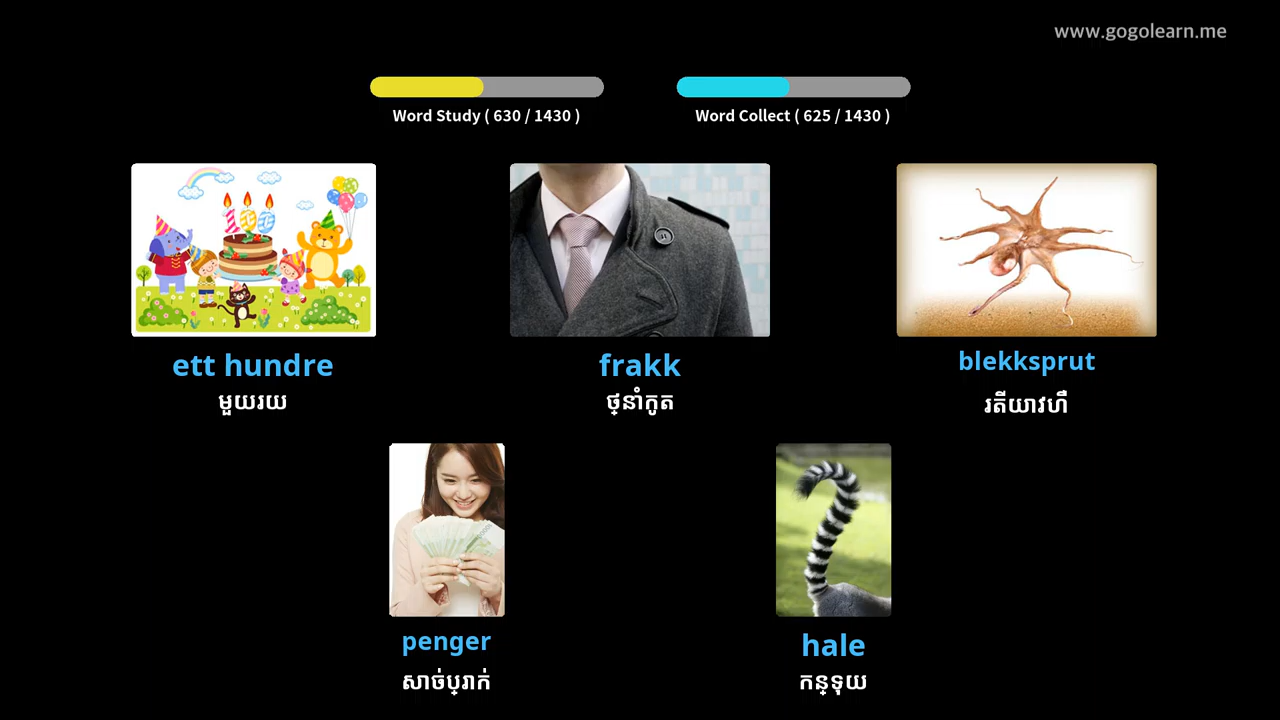 www.gogolearn.me
Word Study ( 630 / 1430 )
Word Collect ( 625 / 1430 )
100
ett hundre
មួយរយ
frakk
ថ្នាំកូត
blekksprut
រតីយាវហឺ
penger
សាច់ប្រាក់
hale
កន្ទុយ